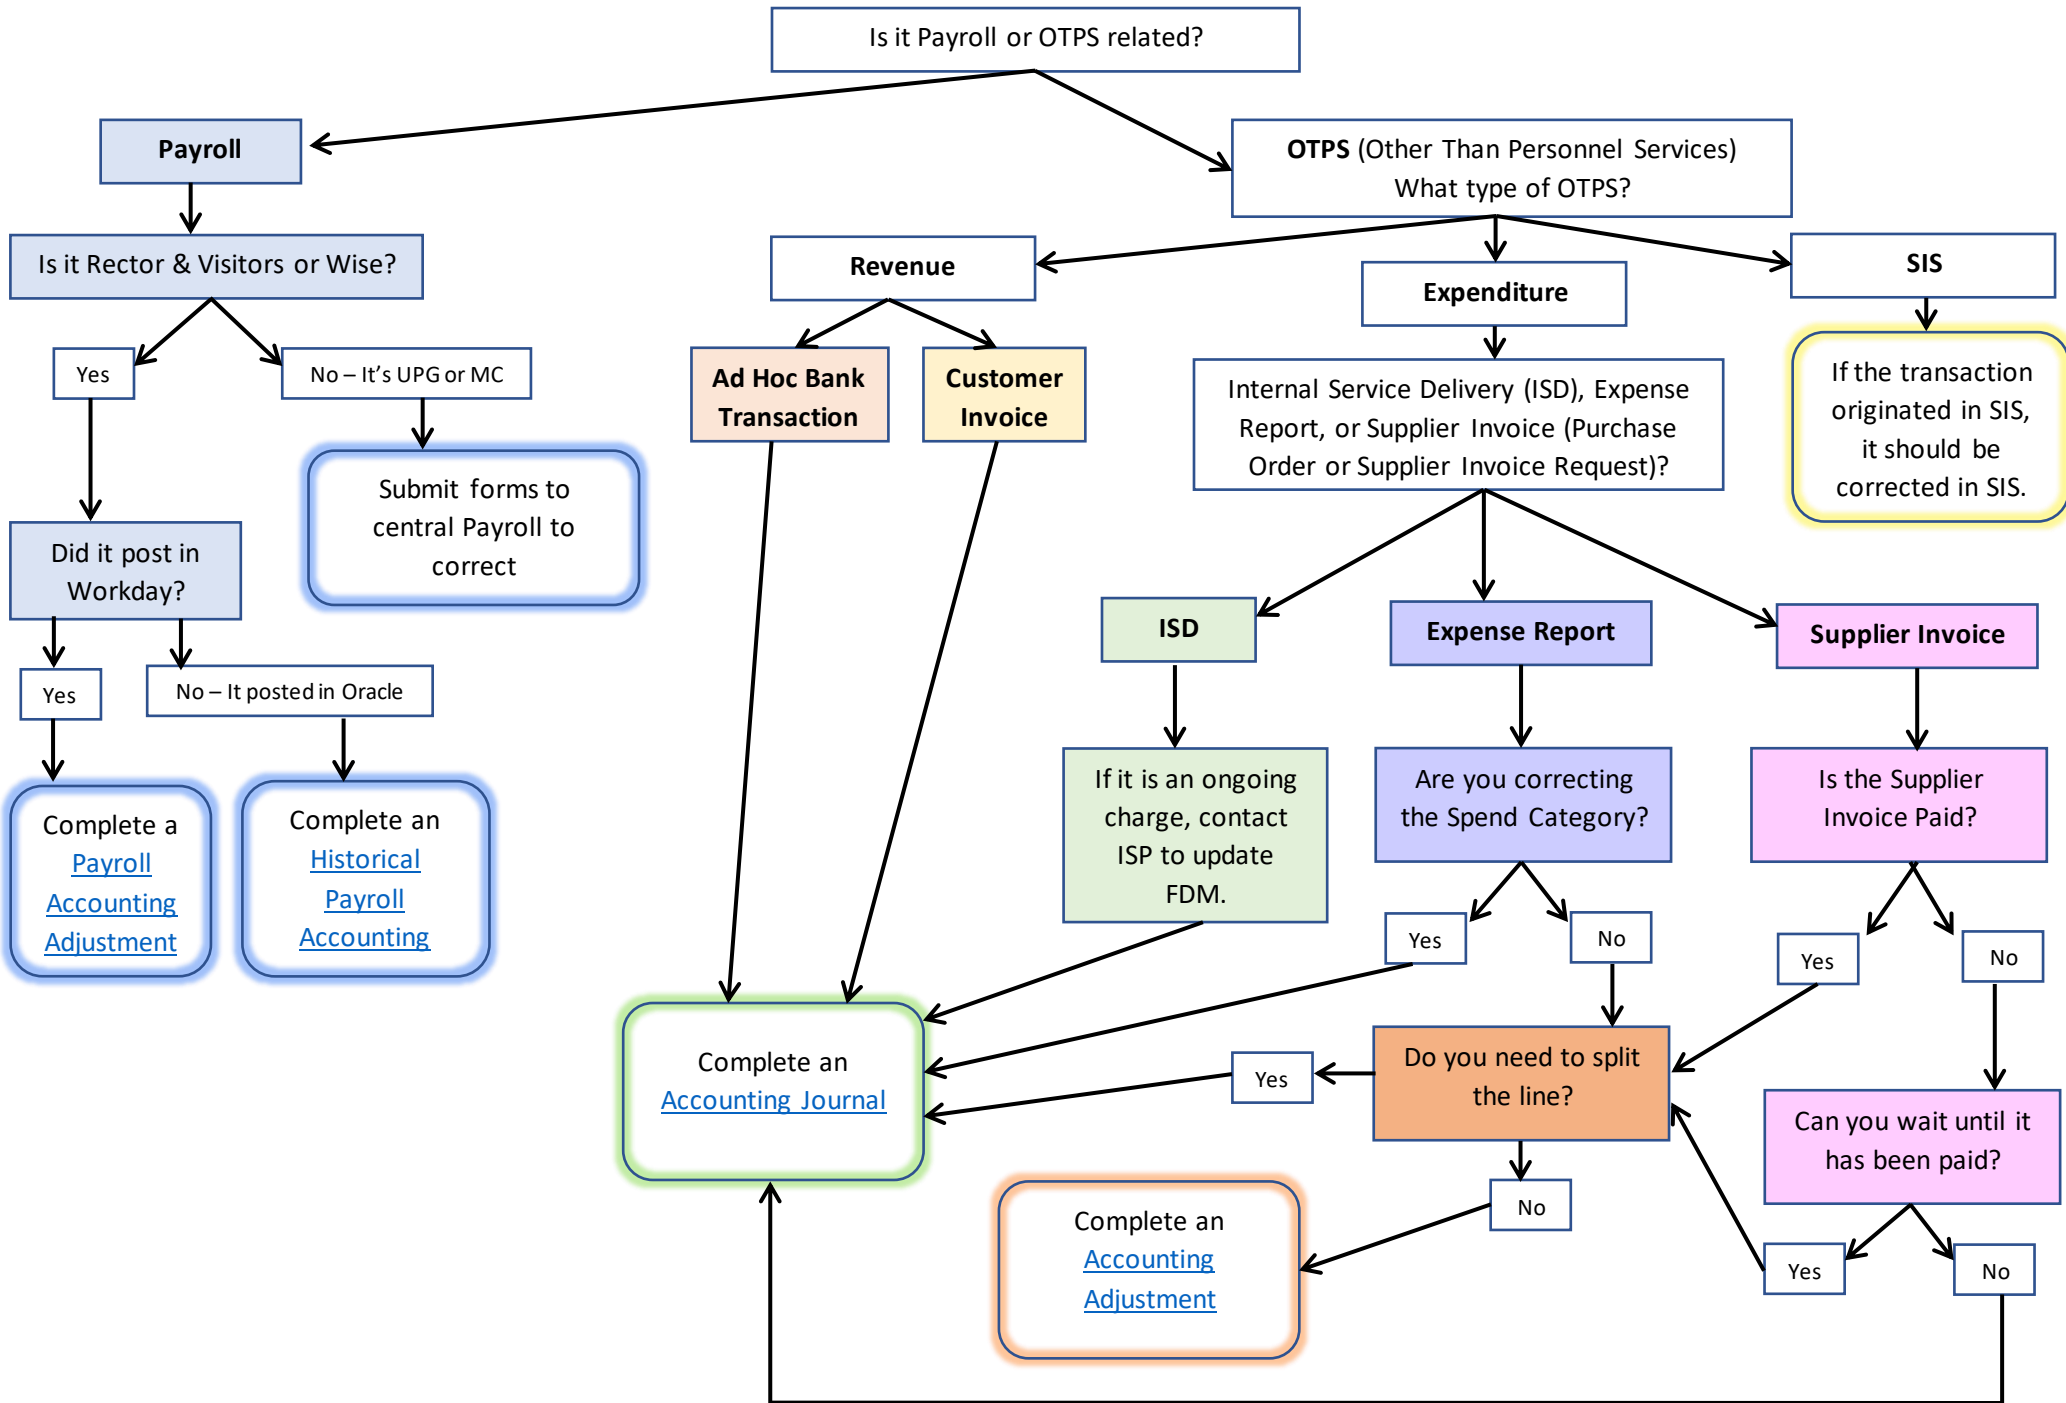 Is it Payroll or OTPS related?
Payroll
OTPS (Other Than Personnel Services)
What type of OTPS?
Is it Rector & Visitors or Wise?
Revenue
Expenditure
SIS
Yes
No – It's UPG or MC
Ad Hoc Bank
Transaction
Customer
Invoice
Internal Service Delivery (ISD), Expense
Report, or Supplier Invoice (Purchase
Order or Supplier Invoice Request)?
If the transaction
originated in SIS,
it should be
corrected in SIS.
Submit forms to
central Payroll to
correct
Did it post in
Workday?
ISD
Expense Report
Supplier Invoice
Yes
No – It posted in Oracle
Complete a
Payroll
Accounting
Adjustment
Complete an
Historical
Payroll
Accounting
If it is an ongoing
charge, contact
ISP to update
FDM.
Are you correcting
the Spend Category?
Is the Supplier
Invoice Paid?
Yes
No
Yes
No
Complete an
Accounting Journal
Yes
Do you need to split
the line?
Can you wait until it
has been paid?
No
Complete an
Accounting
Adjustment
Yes
No